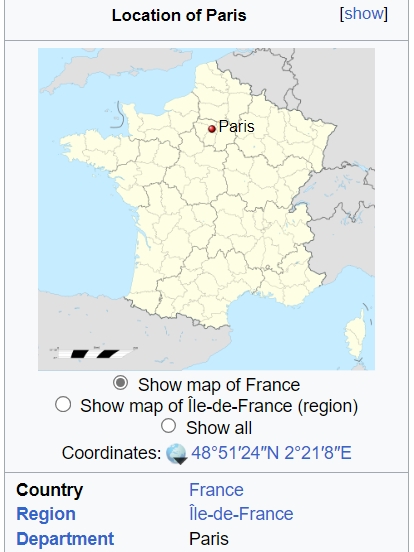 Location of Paris [show]
Paris
Show map of France
Show map of Île-de-France (region)
Show all
Coordinates: 48°51′24″N 2°21′8″E
Country France
Region Île-de-France
Department Paris